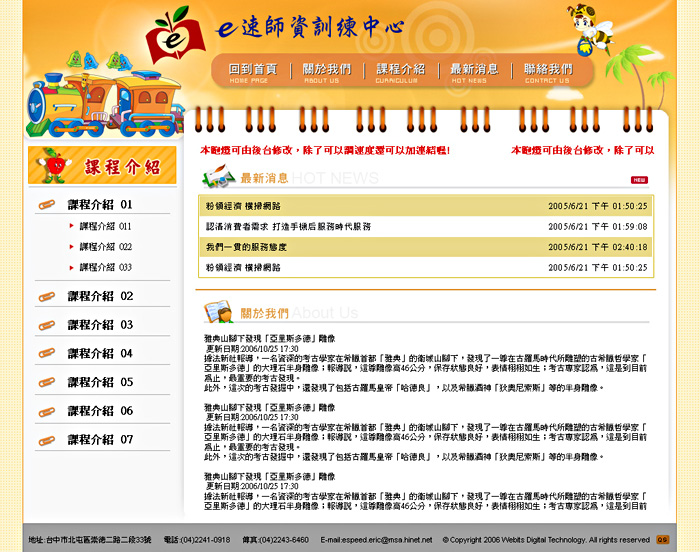 e速師資訓練中心
回到首頁 關於我們 課程介紹 最新消息 聯絡我們
HOME PAGE ABOUT US CURRICULUM HOT NEWS CONTACT US
本跑燈可由後台修改，除了可以調速度還可以加連結喔! 本跑燈可由後台修改，除了可以
課程介紹
課程介紹 01
課程介紹 011
課程介紹 022
課程介紹 033
課程介紹 02
課程介紹 03
課程介紹 04
課程介紹 05
課程介紹 06
課程介紹 07
最新消息 HOT NEWS
NEW
粉領經濟 橫掃網路 2005/6/21 下午 01:50:25
認清消費者需求 打造手機后服務時代服務 2005/6/21 下午 01:59:08
我們一貫的服務態度 2005/6/21 下午 02:40:18
粉領經濟 橫掃網路 2005/6/21 下午 01:50:25
關於我們 About Us
雅典山腳下發現「亞里斯多德」雕像
更新日期:2006/10/25 17:30
據法新社報導，一名資深的考古學家在希臘首都「雅典」的衛城山腳下，發現了一尊在古羅馬時代所雕塑的古希臘哲學家「
亞里斯多德」的大理石半身雕像；報導說，這尊雕像高46公分，保存狀態良好，表情栩栩如生；考古專家認為，這是到目前
為止，最重要的考古發現。
此外，這次的考古發掘中，還發現了包括古羅馬皇帝「哈德良」，以及希臘酒神「狄奧尼索斯」等的半身雕像。
雅典山腳下發現「亞里斯多德」雕像
更新日期:2006/10/25 17:30
據法新社報導，一名資深的考古學家在希臘首都「雅典」的衛城山腳下，發現了一尊在古羅馬時代所雕塑的古希臘哲學家「
亞里斯多德」的大理石半身雕像；報導說，這尊雕像高46公分，保存狀態良好，表情栩栩如生；考古專家認為，這是到目前
為止，最重要的考古發現。
此外，這次的考古發掘中，還發現了包括古羅馬皇帝「哈德良」，以及希臘酒神「狄奧尼索斯」等的半身雕像。
雅典山腳下發現「亞里斯多德」雕像
更新日期:2006/10/25 17:30
據法新社報導，一名資深的考古學家在希臘首都「雅典」的衛城山腳下，發現了一尊在古羅馬時代所雕塑的古希臘哲學家「
亞里斯多德」的大理石半身雕像；報導說，這尊雕像高46公分，保存狀態良好，表情栩栩如生；考古專家認為，這是到目前
地址:台中市北屯區崇德二路二段33號 電話:(04)2241-0918 傳真:(04)2243-6460 E-mail:espeed.eric@msa.hinet.net © Copyright 2006 Webits Digital Technology. All rights reserved